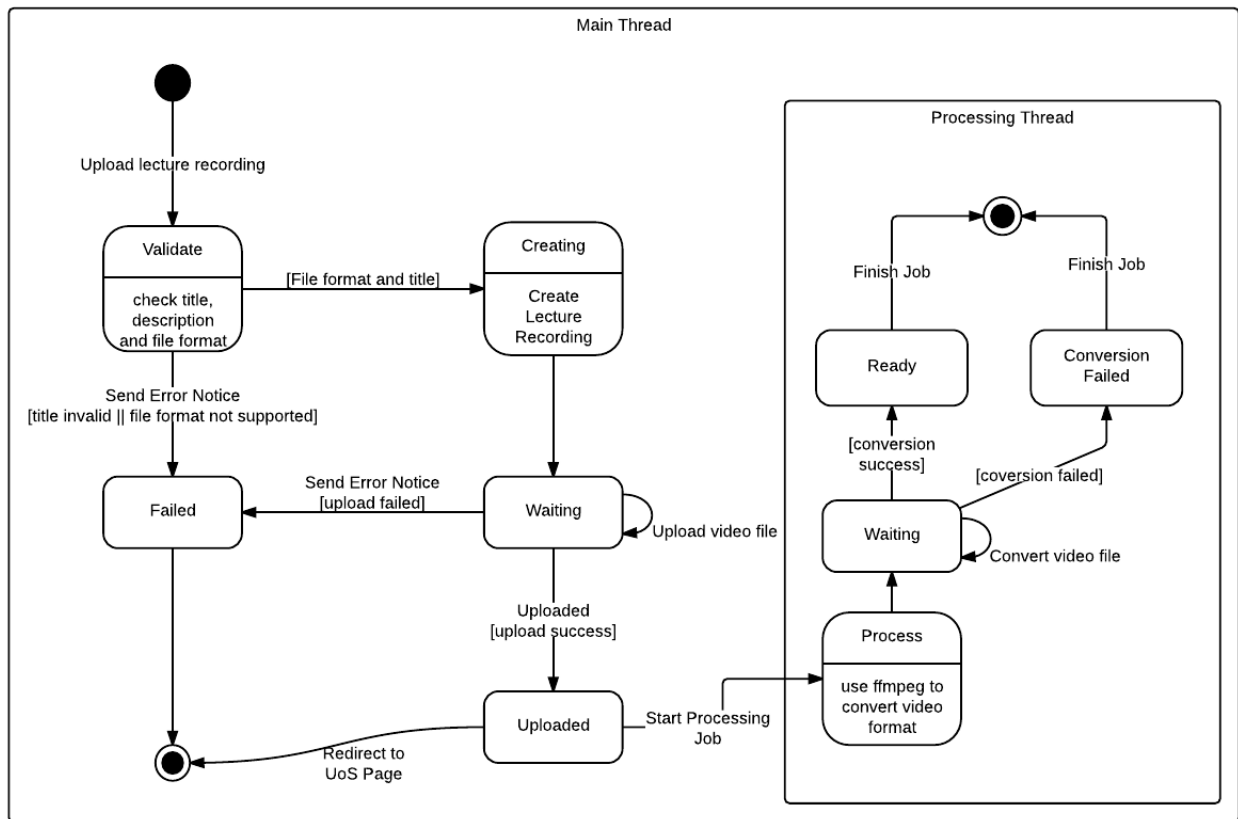 Main Thread
Upload lecture recording
Validate
check title,
description
and file format
[File format and title]
Creating
Create
Lecture
Recording
Send Error Notice
[title invalid || file format not supported]
Failed
Send Error Notice
[upload failed]
Waiting
Upload video file
Uploaded
[upload success]
Uploaded
Redirect to
UoS Page
Start Processing
Job
Processing Thread
Finish Job
Finish Job
Ready
Conversion
Failed
[conversion
success]
[coversion failed]
Waiting
Convert video file
Process
use ffmpeg to
convert video
format